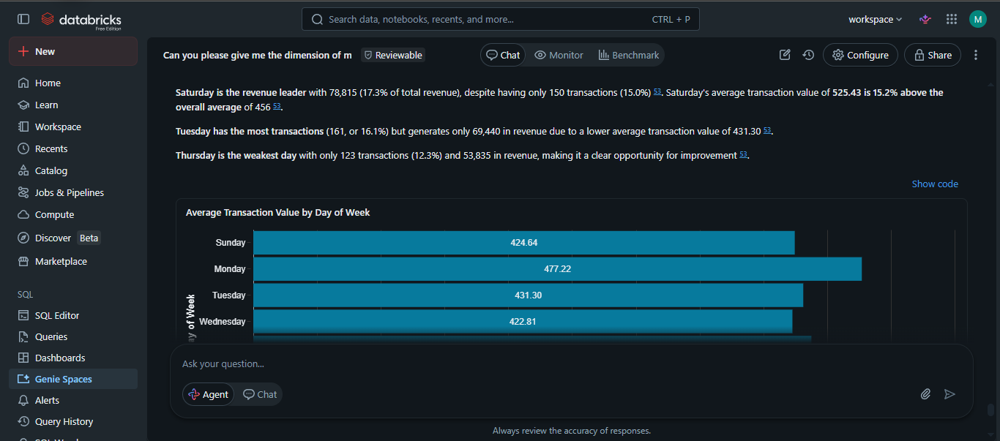 databricks
Free Edition
Search data, notebooks, recents, and more...
CTRL + P
workspace
M
New
Home
Learn
Workspace
Recents
Catalog
Jobs & Pipelines
Compute
Discover Beta
Marketplace
SQL
SQL Editor
Queries
Dashboards
Genie Spaces
Alerts
Query History
Can you please give me the dimension of m
Reviewable
Chat
Monitor
Benchmark
Configure
Share
Saturday is the revenue leader with 78,815 (17.3% of total revenue), despite having only 150 transactions (15.0%) 53. Saturday's average transaction value of 525.43 is 15.2% above the
overall average of 456 53.
Tuesday has the most transactions (161, or 16.1%) but generates only 69,440 in revenue due to a lower average transaction value of 431.30 53.
Thursday is the weakest day with only 123 transactions (12.3%) and 53,835 in revenue, making it a clear opportunity for improvement 53.
Show code
Average Transaction Value by Day of Week
Sunday 424.64
Monday 477.22
Tuesday 431.30
Wednesday 422.81
of Week
Ask your question...
Agent
Chat
Always review the accuracy of responses.